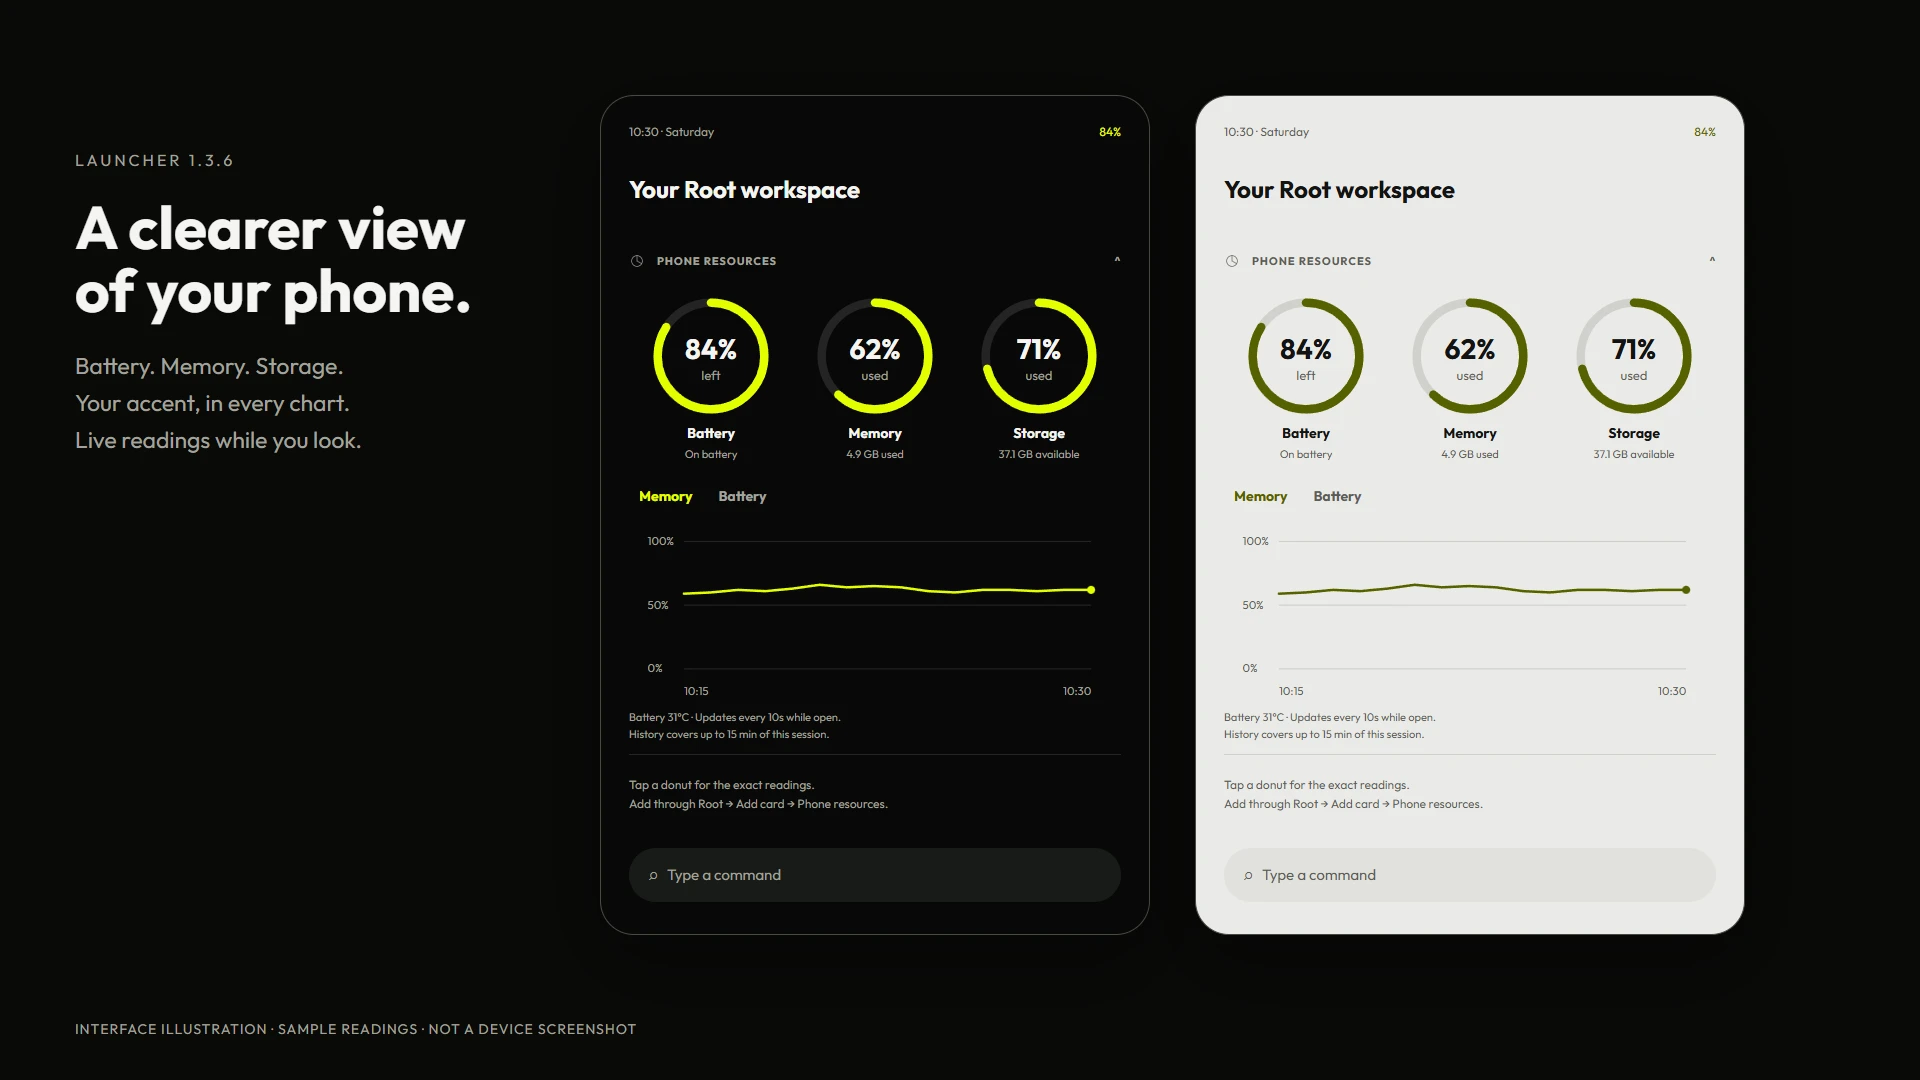 LAUNCHER 1.3.6
A clearer view
of your phone.
Battery. Memory. Storage.
Your accent, in every chart.
Live readings while you look.
10:30 · Saturday
84%
Your Root workspace
PHONE RESOURCES
^
84%
left
62%
used
71%
used
Battery
Memory
Storage
On battery
4.9 GB used
37.1 GB available
Memory
Battery
100%
50%
0%
10:15
10:30
Battery 31°C · Updates every 10s while open.
History covers up to 15 min of this session.
Tap a donut for the exact readings.
Add through Root → Add card → Phone resources.
Type a command
10:30 · Saturday
84%
Your Root workspace
PHONE RESOURCES
^
84%
left
62%
used
71%
used
Battery
Memory
Storage
On battery
4.9 GB used
37.1 GB available
Memory
Battery
100%
50%
0%
10:15
10:30
Battery 31°C · Updates every 10s while open.
History covers up to 15 min of this session.
Tap a donut for the exact readings.
Add through Root → Add card → Phone resources.
Type a command
INTERFACE ILLUSTRATION · SAMPLE READINGS · NOT A DEVICE SCREENSHOT